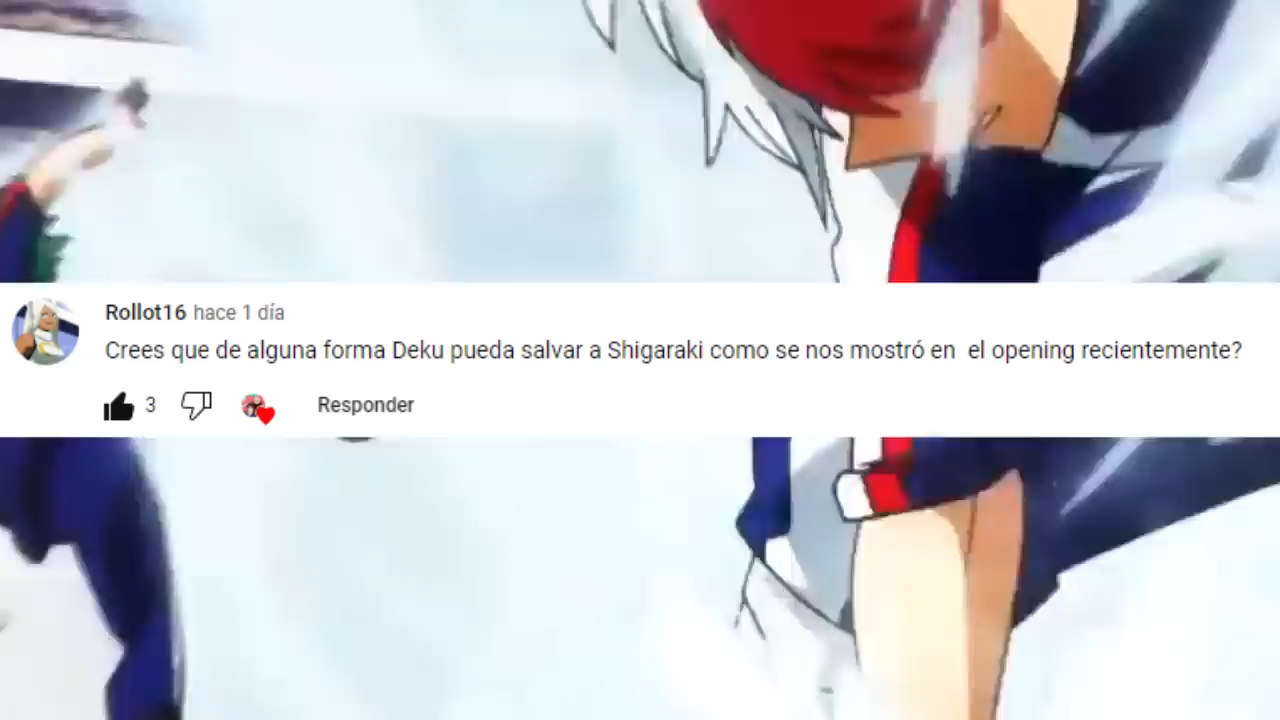 Rollot16 hace 1 día
Crees que de alguna forma Deku pueda salvar a Shigaraki como se nos mostró en  el opening recientemente?
3 Responder